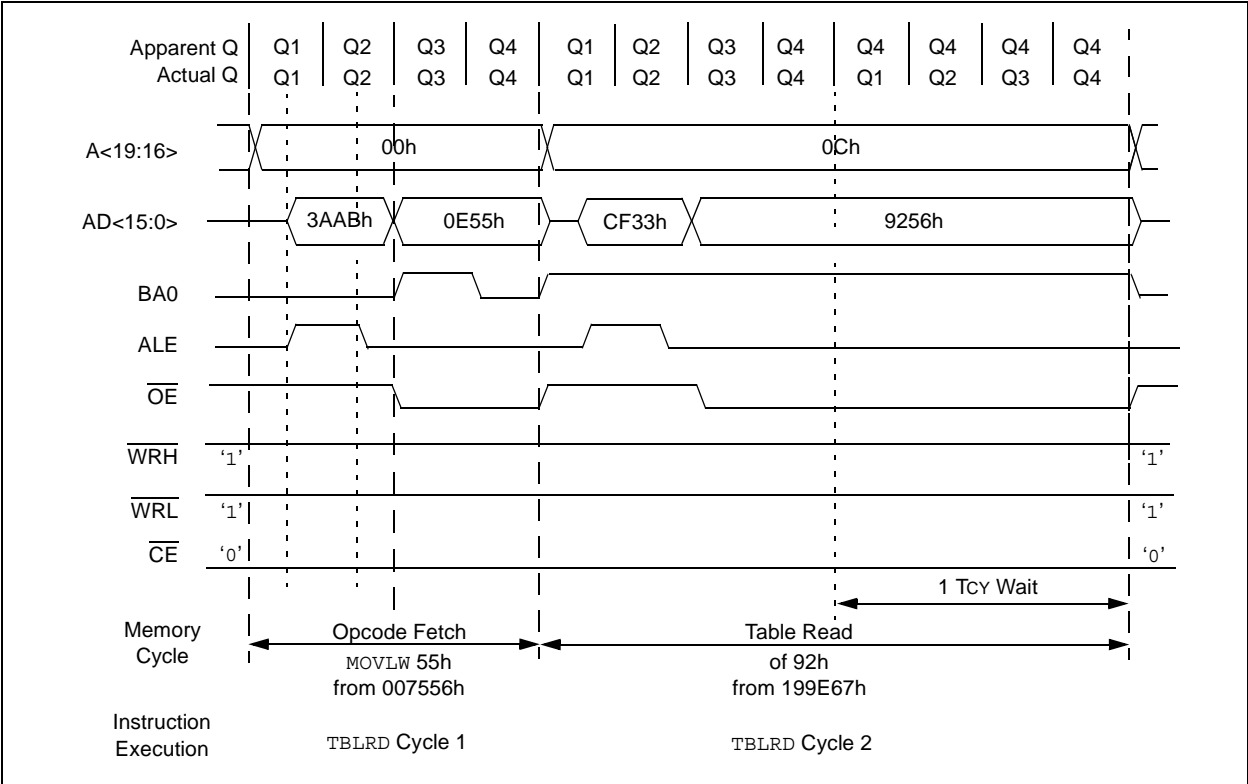 Apparent Q Q1 Q2 Q3 Q4 Q1 Q2 Q3 Q4 Q4 Q4 Q4 Q4
Actual Q Q1 Q2 Q3 Q4 Q1 Q2 Q3 Q4 Q1 Q2 Q3 Q4
A<19:16> 00h 0Ch
AD<15:0> 3AABh 0E55h CF33h 9256h
BA0
ALE
OE
WRH '1' '1'
WRL '1' '1'
CE '0' '0'
1 TCY Wait
Memory Cycle Opcode Fetch Table Read
MOVLW 55h of 92h
from 007556h from 199E67h
Instruction
Execution TBLRD Cycle 1 TBLRD Cycle 2